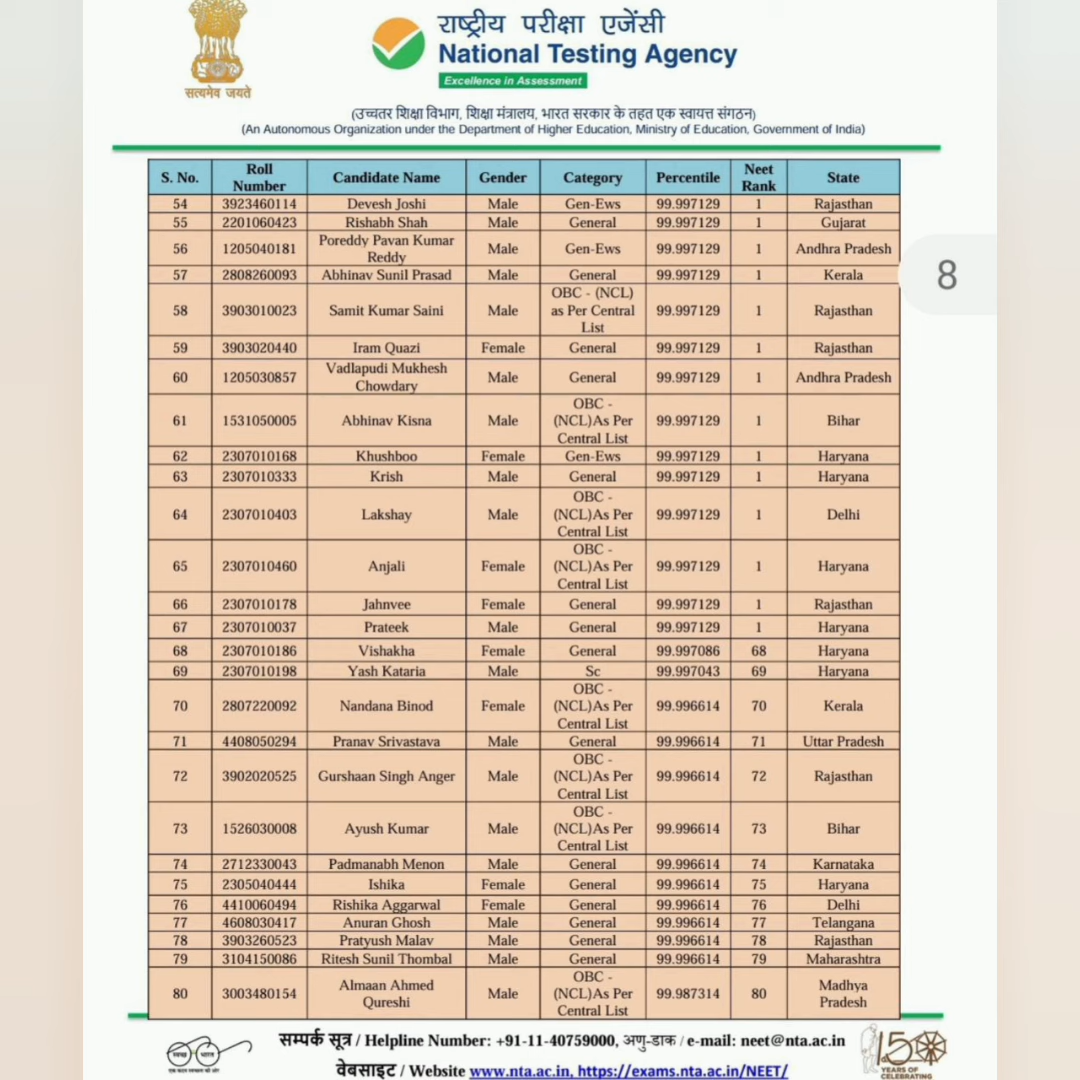 सत्यमेव जयते
राष्ट्रीय परीक्षा एजेंसी
National Testing Agency
Excellence in Assessment
(उच्चतर शिक्षा विभाग, शिक्षा मंत्रालय, भारत सरकार के तहत एक स्वायत्त संगठन)
(An Autonomous Organization under the Department of Higher Education, Ministry of Education, Government of India)
S. No. Roll Number Candidate Name Gender Category Percentile Neet Rank State
54 3923460114 Devesh Joshi Male Gen-Ews 99.997129 1 Rajasthan
55 2201060423 Rishabh Shah Male General 99.997129 1 Gujarat
56 1205040181 Poreddy Pavan Kumar Reddy Male Gen-Ews 99.997129 1 Andhra Pradesh
57 2808260093 Abhinav Sunil Prasad Male General 99.997129 1 Kerala
8
58 3903010023 Samit Kumar Saini Male OBC - (NCL) as Per Central List 99.997129 1 Rajasthan
59 3903020440 Iram Quazi Female General 99.997129 1 Rajasthan
60 1205030857 Vadlapudi Mukhesh Chowdary Male General 99.997129 1 Andhra Pradesh
61 1531050005 Abhinav Kisna Male OBC - (NCL)As Per Central List 99.997129 1 Bihar
62 2307010168 Khushboo Female Gen-Ews 99.997129 1 Haryana
63 2307010333 Krish Male General 99.997129 1 Haryana
64 2307010403 Lakshay Male OBC - (NCL)As Per Central List 99.997129 1 Delhi
65 2307010460 Anjali Female OBC - (NCL)As Per Central List 99.997129 1 Haryana
66 2307010178 Jahnvee Female General 99.997129 1 Rajasthan
67 2307010037 Prateek Male General 99.997129 1 Haryana
68 2307010186 Vishakha Female General 99.997086 68 Haryana
69 2307010198 Yash Kataria Male Sc 99.997043 69 Haryana
70 2807220092 Nandana Binod Female OBC - (NCL)As Per Central List 99.996614 70 Kerala
71 4408050294 Pranav Srivastava Male General 99.996614 71 Uttar Pradesh
72 3902020525 Gurshaan Singh Anger Male OBC - (NCL)As Per Central List 99.996614 72 Rajasthan
73 1526030008 Ayush Kumar Male OBC - (NCL)As Per Central List 99.996614 73 Bihar
74 2712330043 Padmanabh Menon Male General 99.996614 74 Karnataka
75 2305040444 Ishika Female General 99.996614 75 Haryana
76 4410060494 Rishika Aggarwal Female General 99.996614 76 Delhi
77 4608030417 Anuran Ghosh Male General 99.996614 77 Telangana
78 3903260523 Pratyush Malav Male General 99.996614 78 Rajasthan
79 3104150086 Ritesh Sunil Thombal Male General 99.996614 79 Maharashtra
80 3003480154 Almaan Ahmed Qureshi Male OBC - (NCL)As Per Central List 99.987314 80 Madhya Pradesh
सम्पर्क सूत्र / Helpline Number: +91-11-40759000, अणु-डाक / e-mail: neet@nta.ac.in
वेबसाइट / Website www.nta.ac.in, https://exams.nta.ac.in/NEET/
स्वच्छ भारत
एक कदम स्वच्छता की ओर
150
YEARS OF
CELEBRATING